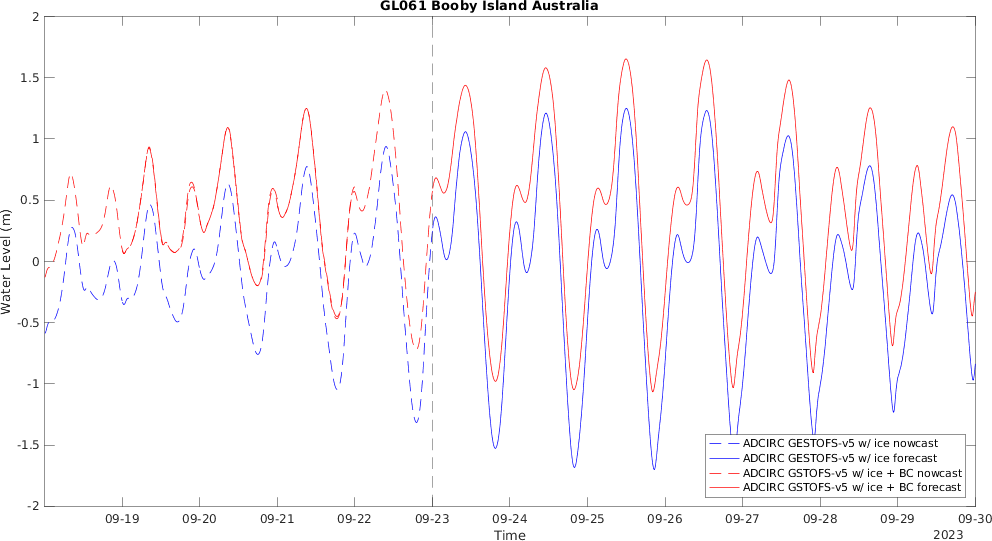 GL061 Booby Island Australia
2
1.5
1
0.5
0
-0.5
-1
-1.5
-2
Water Level (m)
ADCIRC GESTOFS-v5 w/ ice nowcast
ADCIRC GESTOFS-v5 w/ ice forecast
ADCIRC GSTOFS-v5 w/ ice + BC nowcast
ADCIRC GSTOFS-v5 w/ ice + BC forecast
09-19 09-20 09-21 09-22 09-23 09-24 09-25 09-26 09-27 09-28 09-29 09-30
Time
2023